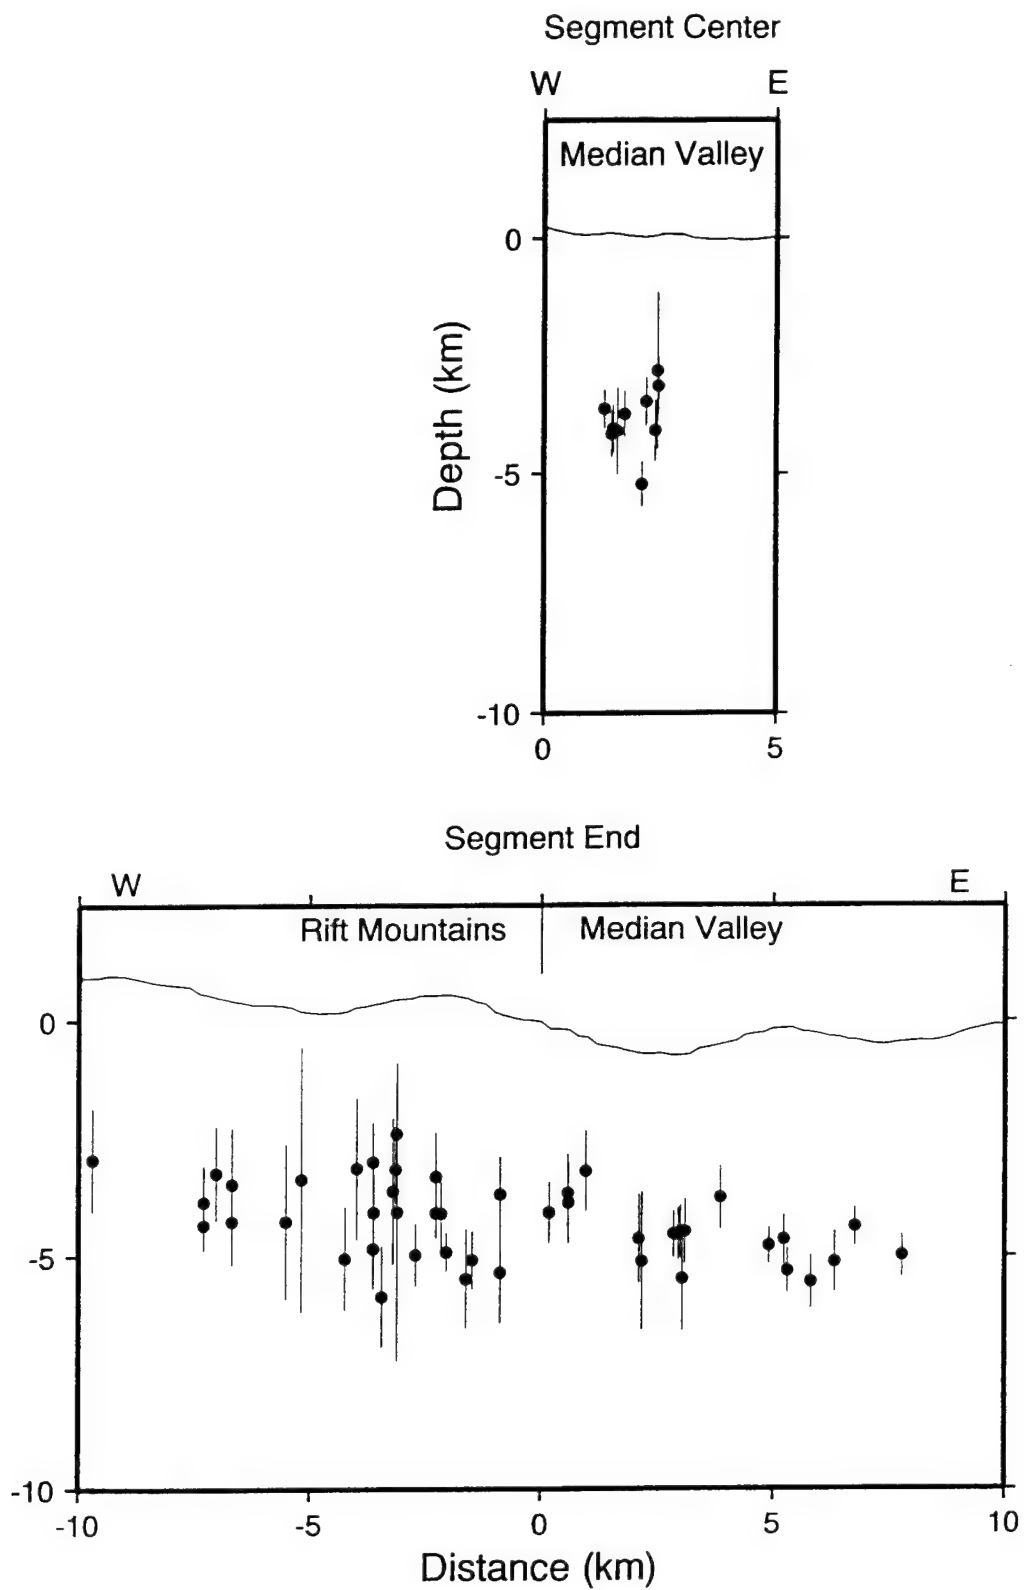 Segment Center
W E
Median Valley
0
Depth (km)
-5
-10
0 5
Segment End
W E
Rift Mountains Median Valley
0
-5
-10
-10 -5 0 5 10
Distance (km)